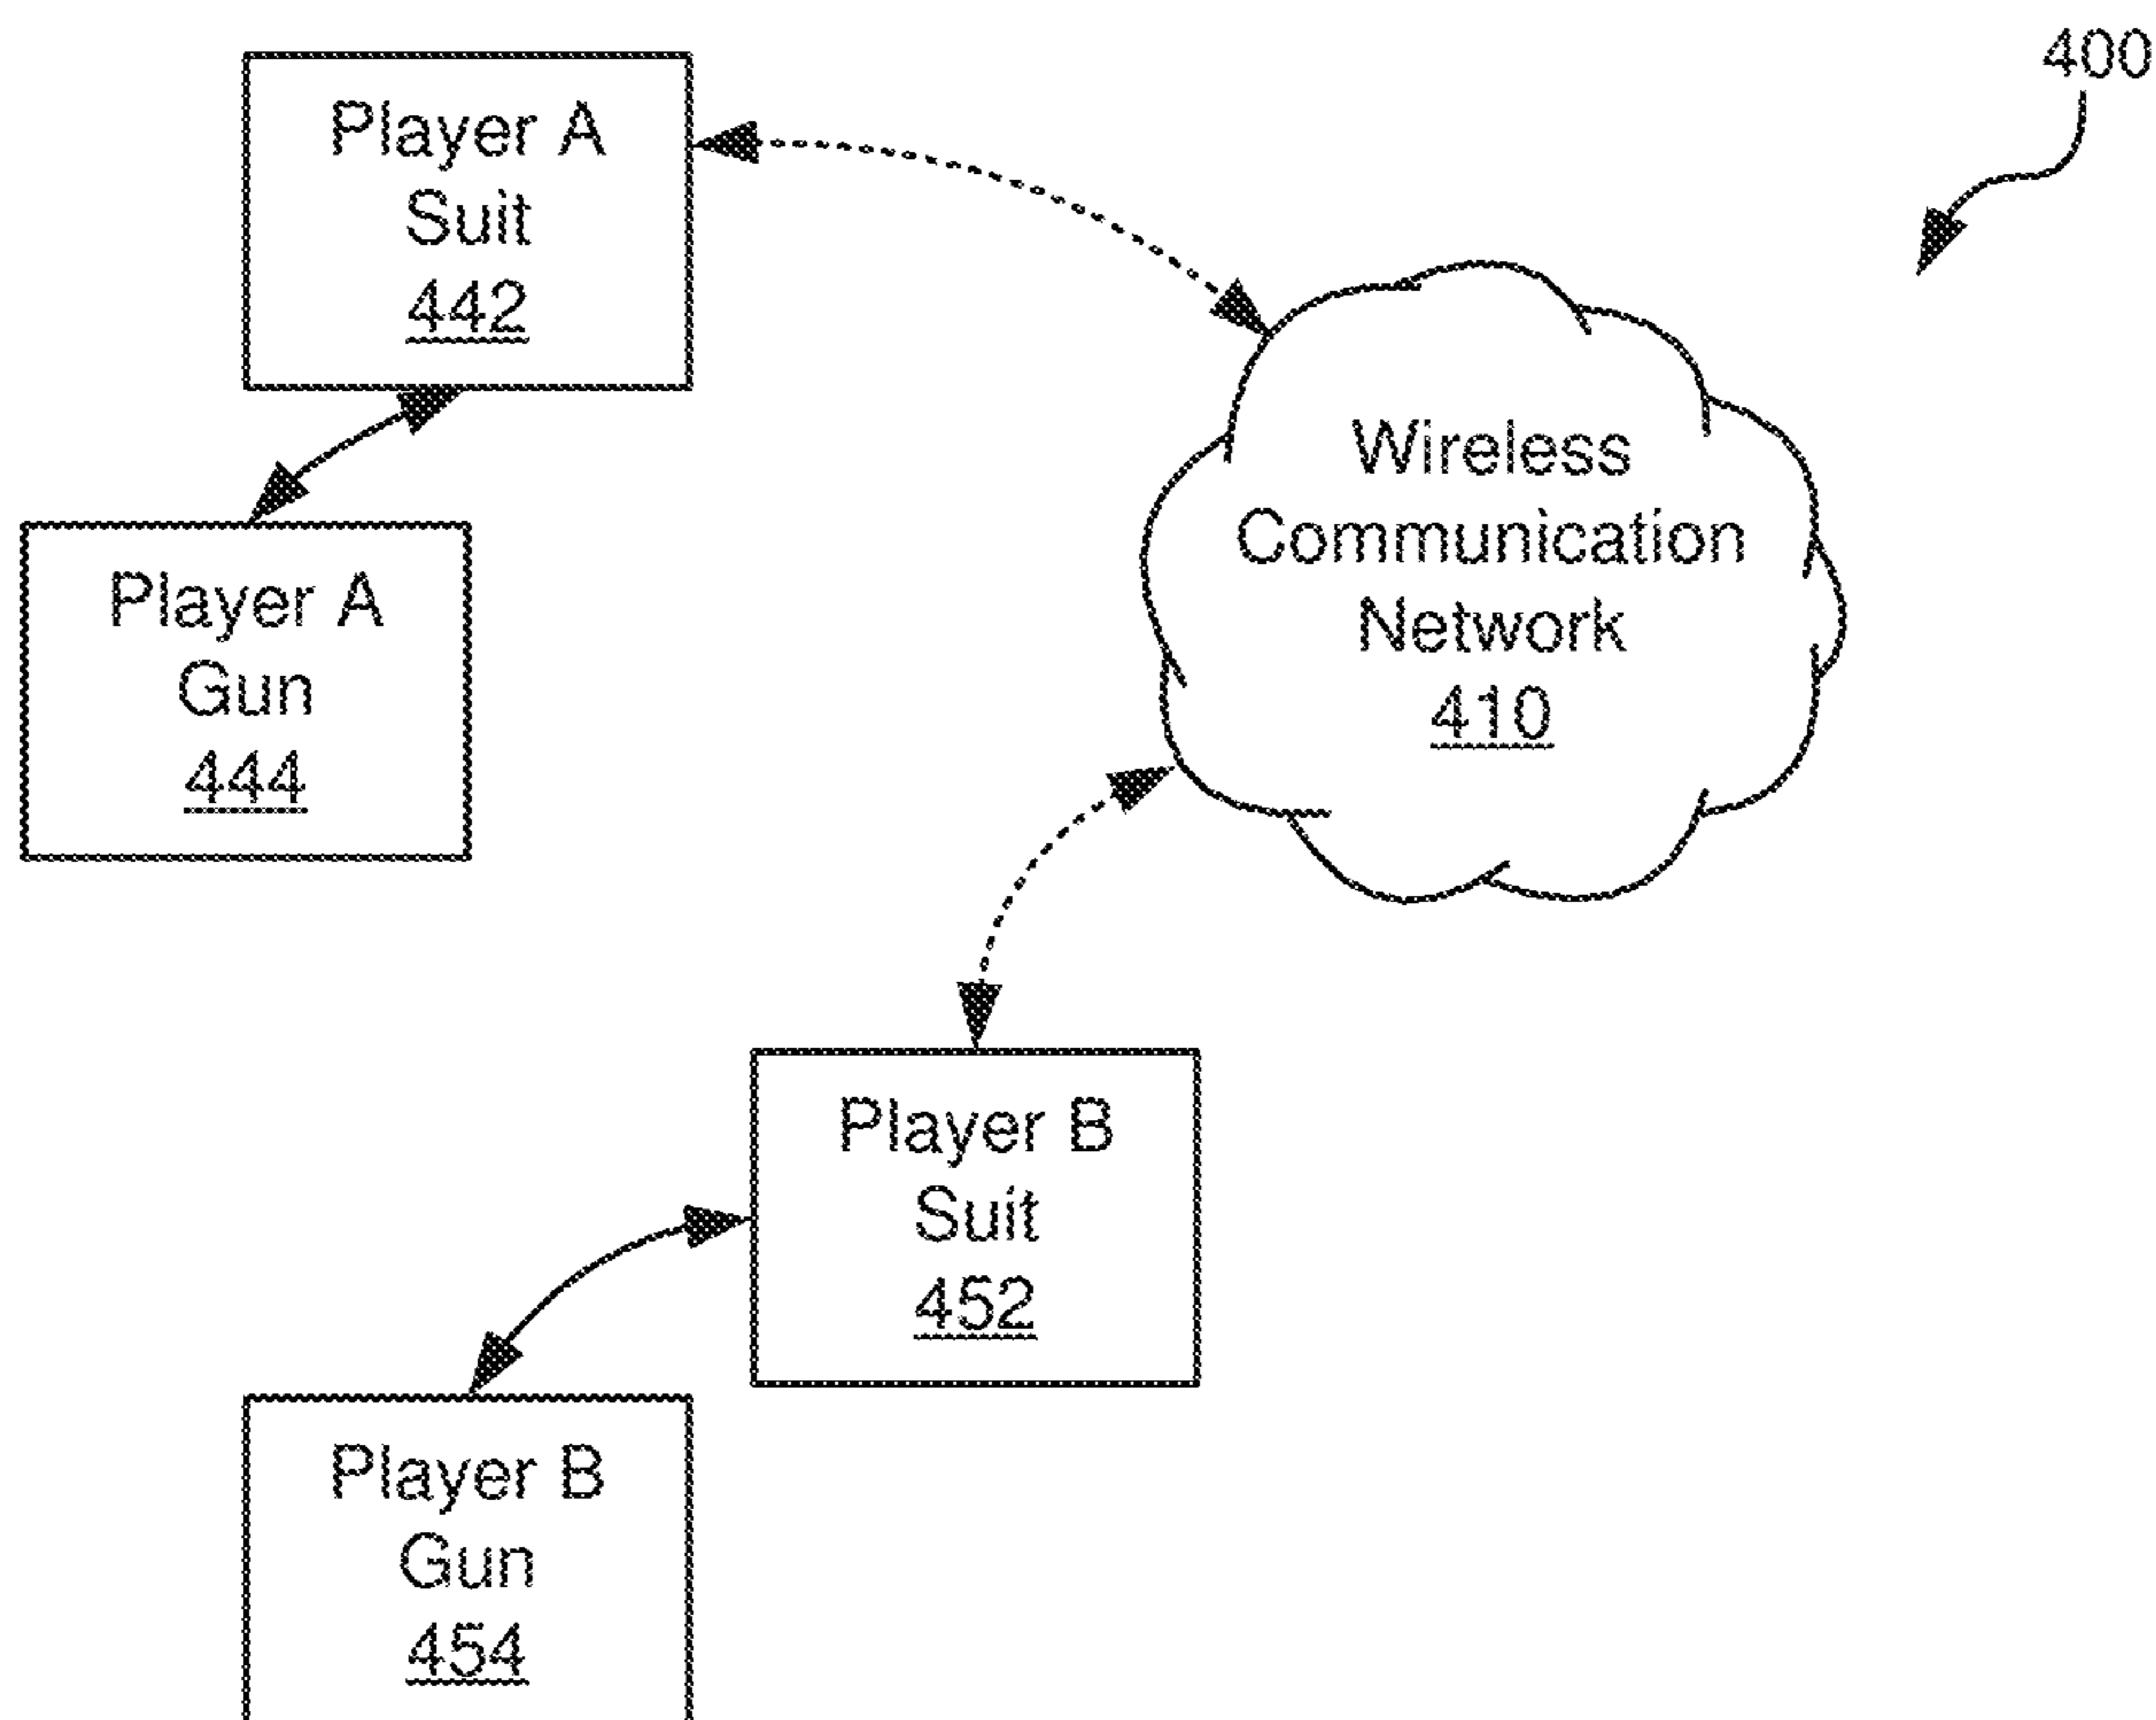 400
Player A
Suit
442
Player A
Gun
444
Wireless
Communication
Network
410
Player B
Suit
452
Player B
Gun
454